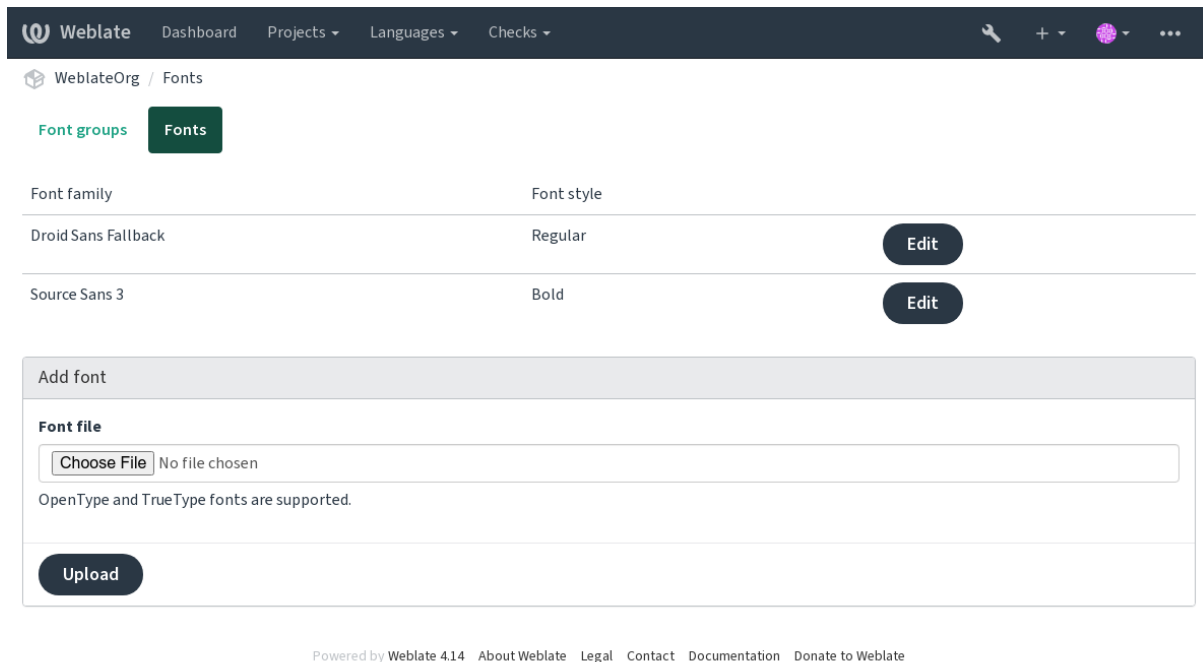 Weblate Dashboard Projects Languages Checks + •••
WeblateOrg / Fonts
Font groups Fonts
Font family Font style
Droid Sans Fallback Regular Edit
Source Sans 3 Bold Edit
Add font
Font file
Choose File No file chosen
OpenType and TrueType fonts are supported.
Upload
Powered by Weblate 4.14 About Weblate Legal Contact Documentation Donate to Weblate